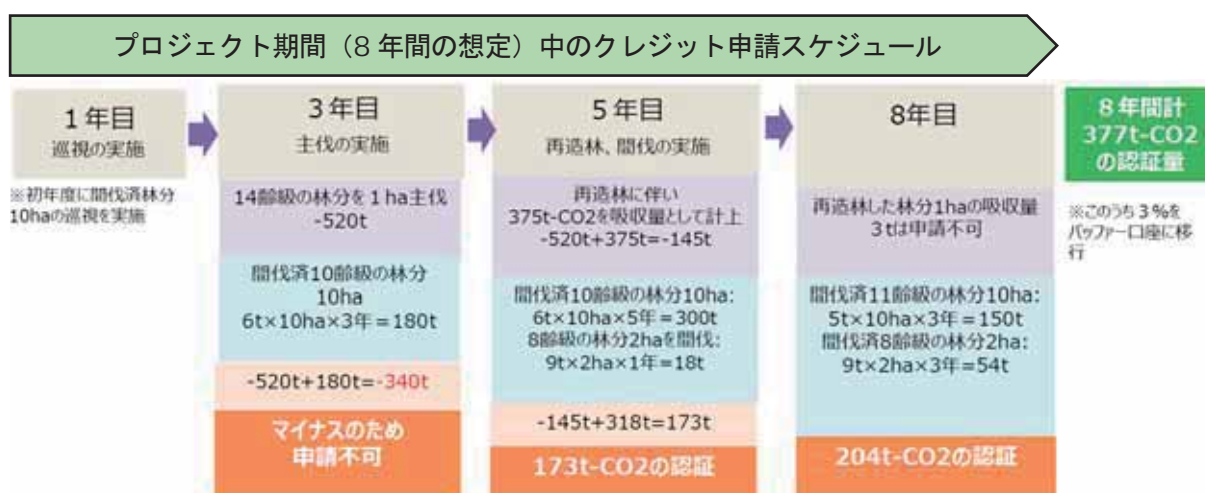 プロジェクト期間（8 年間の想定）中のクレジット申請スケジュール
1年目
巡視の実施
※初年度に間伐済林分
10haの巡視を実施
3年目
主伐の実施
14齢級の林分を1ha主伐
-520t
間伐済10齢級の林分
10ha
6t×10ha×3年=180t
-520t+180t=-340t
マイナスのため
申請不可
5年目
再造林、間伐の実施
再造林に伴い
375t-CO2を吸収量として計上
-520t+375t=-145t
間伐済10齢級の林分10ha:
6t×10ha×5年=300t
8齢級の林分2haを間伐:
9t×2ha×1年=18t
-145t+318t=173t
173t-CO2の認証
8年目
再造林した林分1haの吸収量
3tは申請不可
間伐済11齢級の林分10ha:
5t×10ha×3年=150t
間伐済8齢級の林分2ha:
9t×2ha×3年=54t
204t-CO2の認証
8年間計
377t-CO2
の認証量
※このうち3%を
バッファー口座に移
行